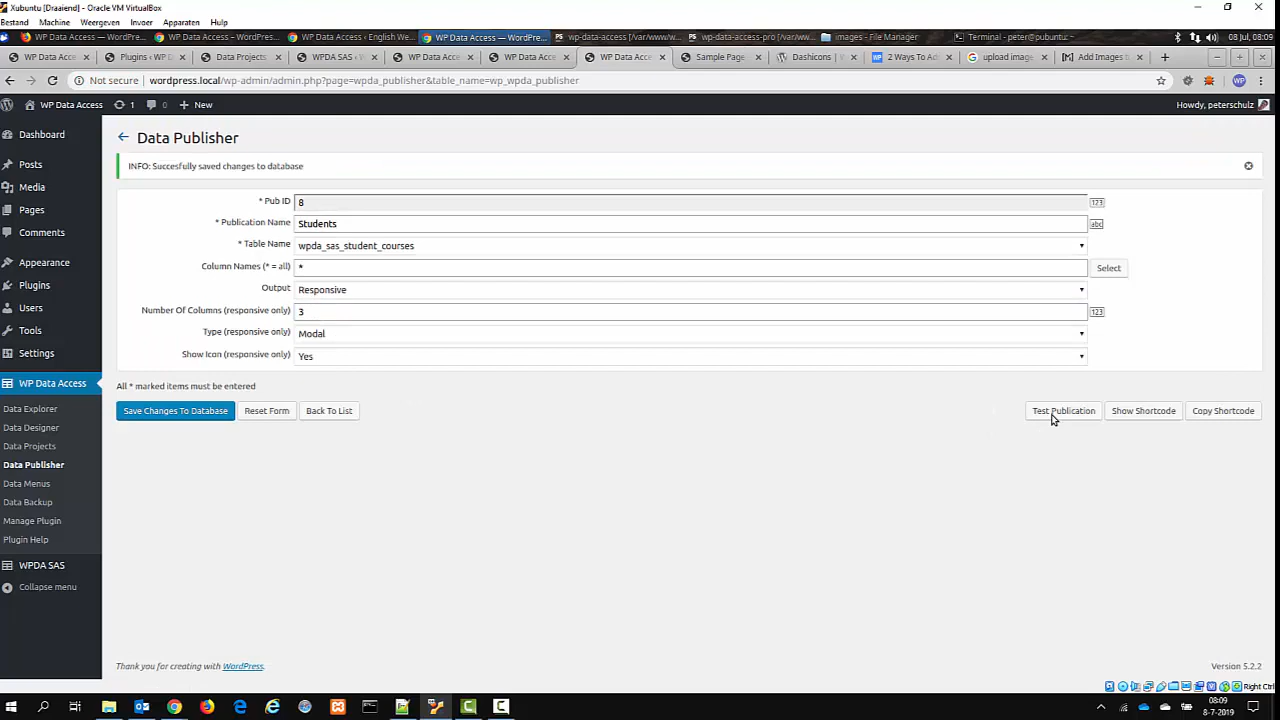 Xubuntu [Draaiend] - Oracle VM VirtualBox
Bestand Machine Weergeven Invoer Apparaten Help
WP Data Access — WordPre... WP Data Access — WordPre... WP Data Access - English We... WP Data Access — WordPre... wp-data-access [/var/www/w... wp-data-access-pro [/var/ww... images - File Manager Terminal - peter@pubuntu: ~ 08 Jul, 08:09
WP Data Acce Plugins ‹ WP D Data Projects WPDA SAS ‹ W WP Data Acce WP Data Acce WP Data Acce Sample Page Dashicons | W 2 Ways To Ad upload image Add Images t
Not secure wordpress.local/wp-admin/admin.php?page=wpda_publisher&table_name=wp_wpda_publisher
WP Data Access 1 0 New Howdy, peterschulz
Dashboard
Posts
Media
Pages
Comments
Appearance
Plugins
Users
Tools
Settings
WP Data Access
Data Explorer
Data Designer
Data Projects
Data Publisher
Data Menus
Data Backup
Manage Plugin
Plugin Help
WPDA SAS
Collapse menu
Data Publisher
INFO: Succesfully saved changes to database
* Pub ID 8 123
* Publication Name Students abc
* Table Name wpda_sas_student_courses
Column Names (* = all) * Select
Output Responsive
Number Of Columns (responsive only) 3 123
Type (responsive only) Modal
Show Icon (responsive only) Yes
All * marked items must be entered
Save Changes To Database Reset Form Back To List Test Publication Show Shortcode Copy Shortcode
Thank you for creating with WordPress. Version 5.2.2
Right Ctrl
08:09
8-7-2019